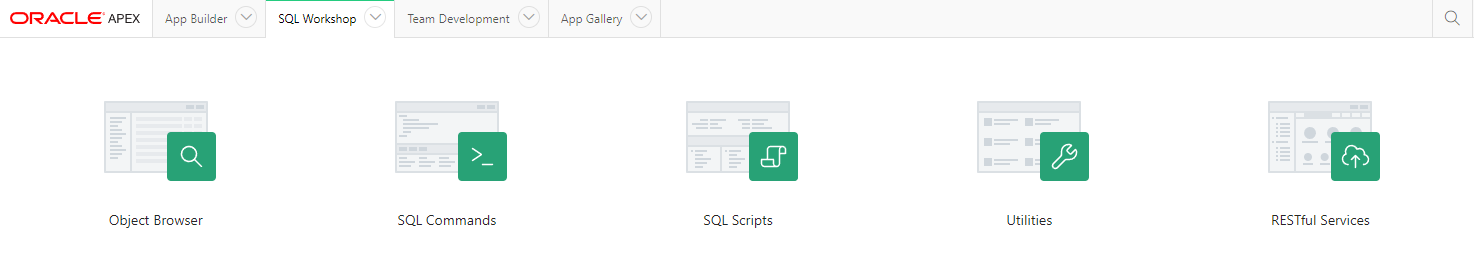 ORACLE APEX App Builder SQL Workshop Team Development App Gallery
Object Browser SQL Commands SQL Scripts Utilities RESTful Services